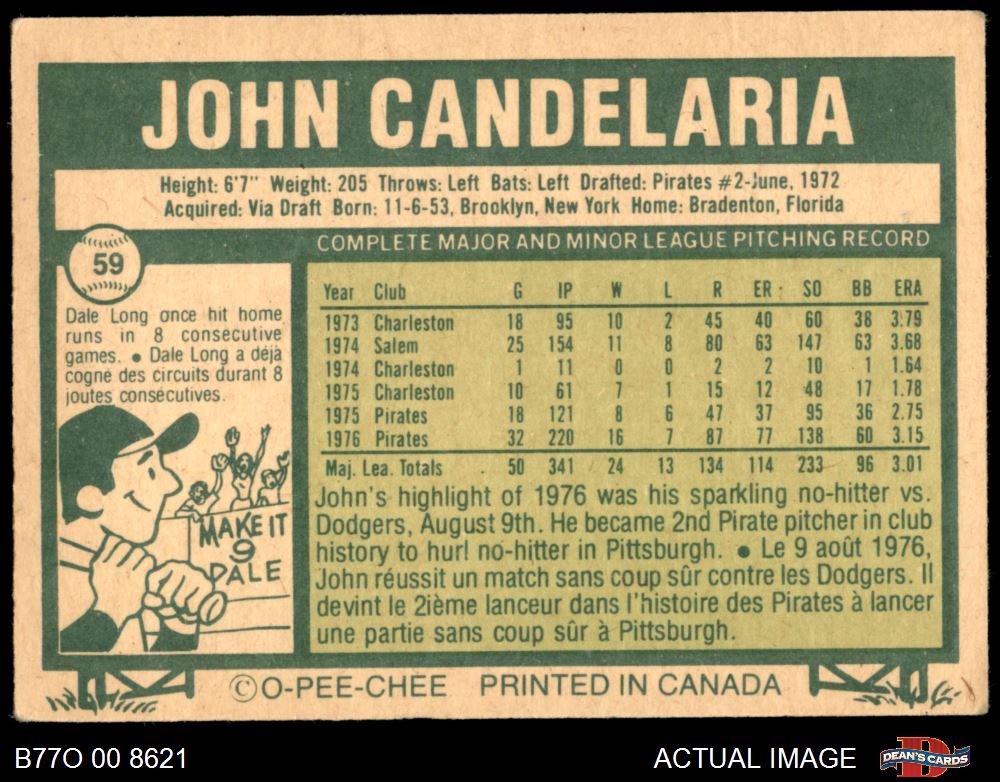 JOHN CANDELARIA
Height: 6'7" Weight: 205 Throws: Left Bats: Left Drafted: Pirates #2-June, 1972
Acquired: Via Draft Born: 11-6-53, Brooklyn, New York Home: Bradenton, Florida
59
Dale Long once hit home
runs in 8 consecutive
games. ● Dale Long a déjà
cogné des circuits durant 8
joutes consécutives.
MAKE IT
9
DALE
COMPLETE MAJOR AND MINOR LEAGUE PITCHING RECORD
Year Club G IP W L R ER SO BB ERA
1973 Charleston 18 95 10 2 45 40 60 38 3.79
1974 Salem 25 154 11 8 80 63 147 63 3.68
1974 Charleston 1 11 0 0 2 2 10 1 1.64
1975 Charleston 10 61 7 1 15 12 48 17 1.78
1975 Pirates 18 121 8 6 47 37 95 36 2.75
1976 Pirates 32 220 16 7 87 77 138 60 3.15
Maj. Lea. Totals 50 341 24 13 134 114 233 96 3.01
John's highlight of 1976 was his sparkling no-hitter vs.
Dodgers, August 9th. He became 2nd Pirate pitcher in club
history to hurl no-hitter in Pittsburgh. ● Le 9 août 1976,
John réussit un match sans coup sûr contre les Dodgers. Il
devint le 2ième lanceur dans l'histoire des Pirates à lancer
une partie sans coup sûr à Pittsburgh.
© O-PEE-CHEE PRINTED IN CANADA
B77O 00 8621
ACTUAL IMAGE
DEAN'S CARDS